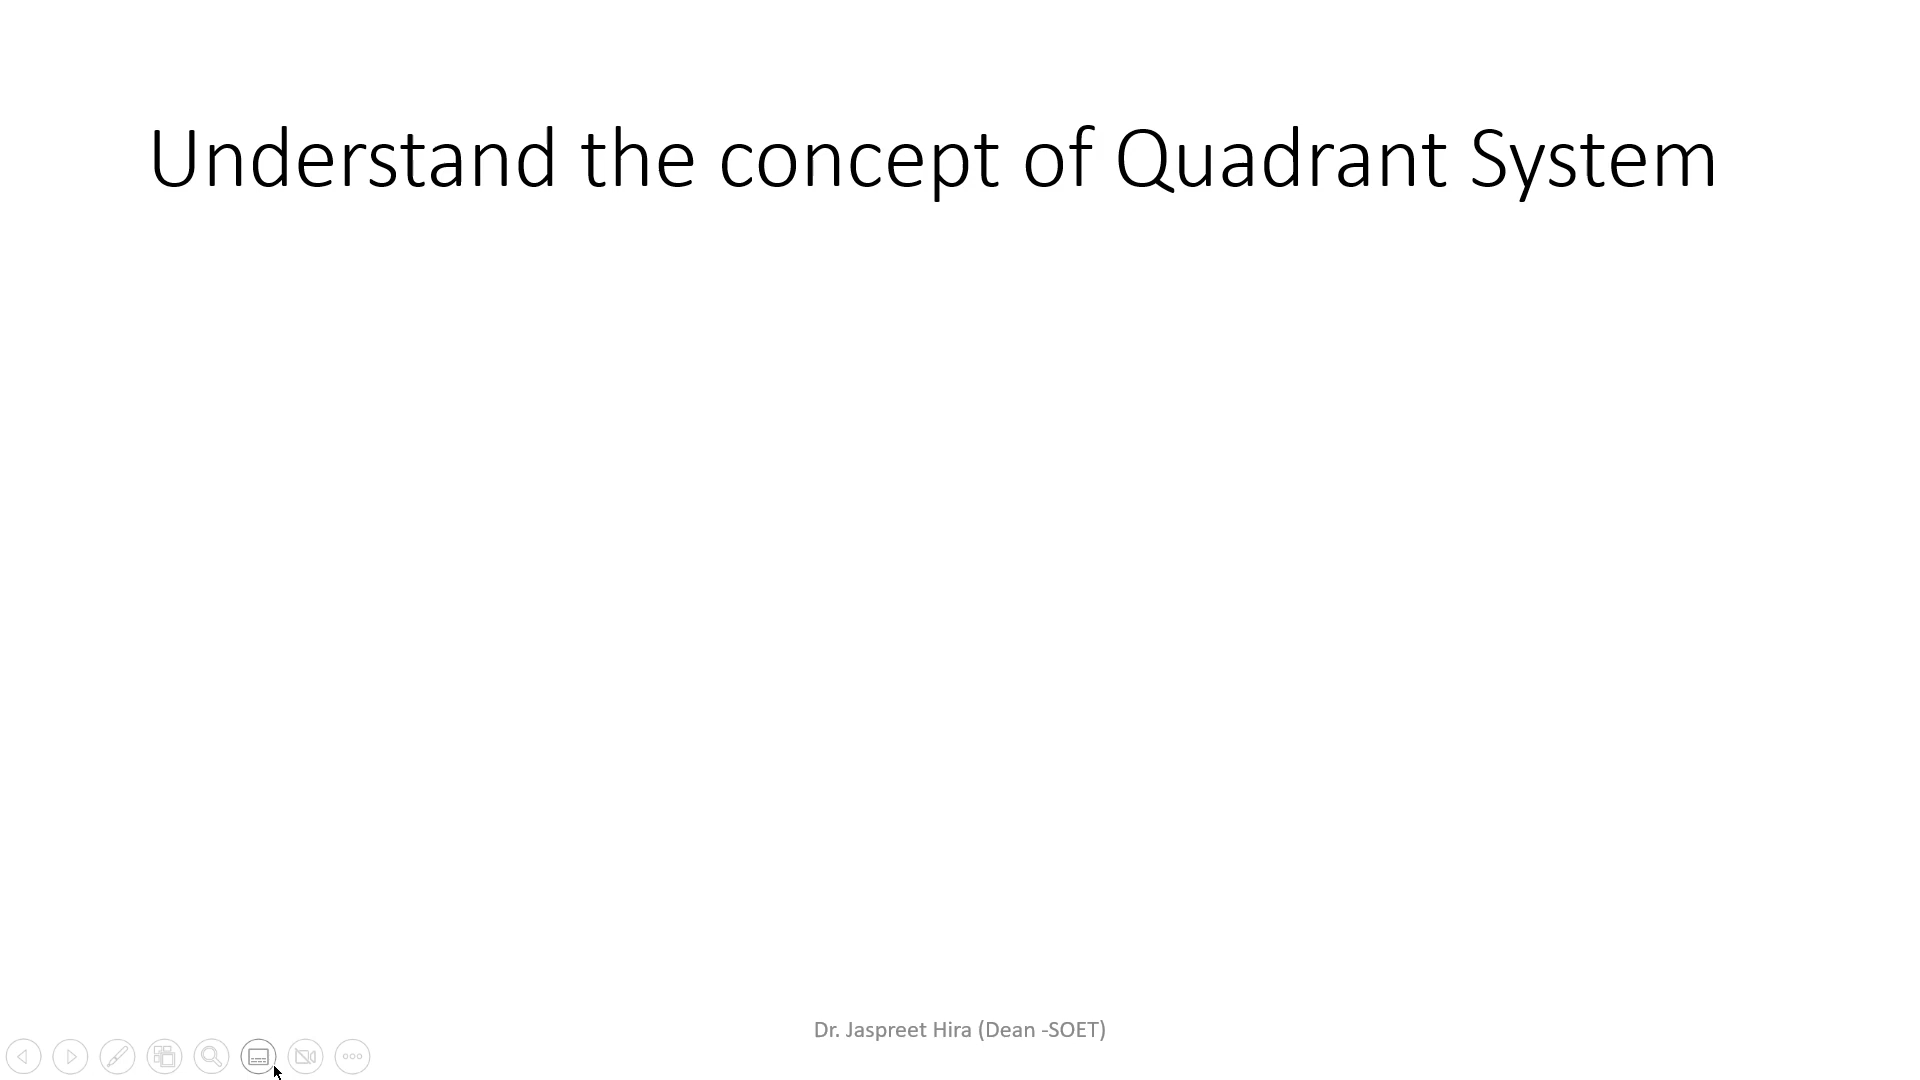 Understand the concept of Quadrant System
Dr. Jaspreet Hira (Dean -SOET)